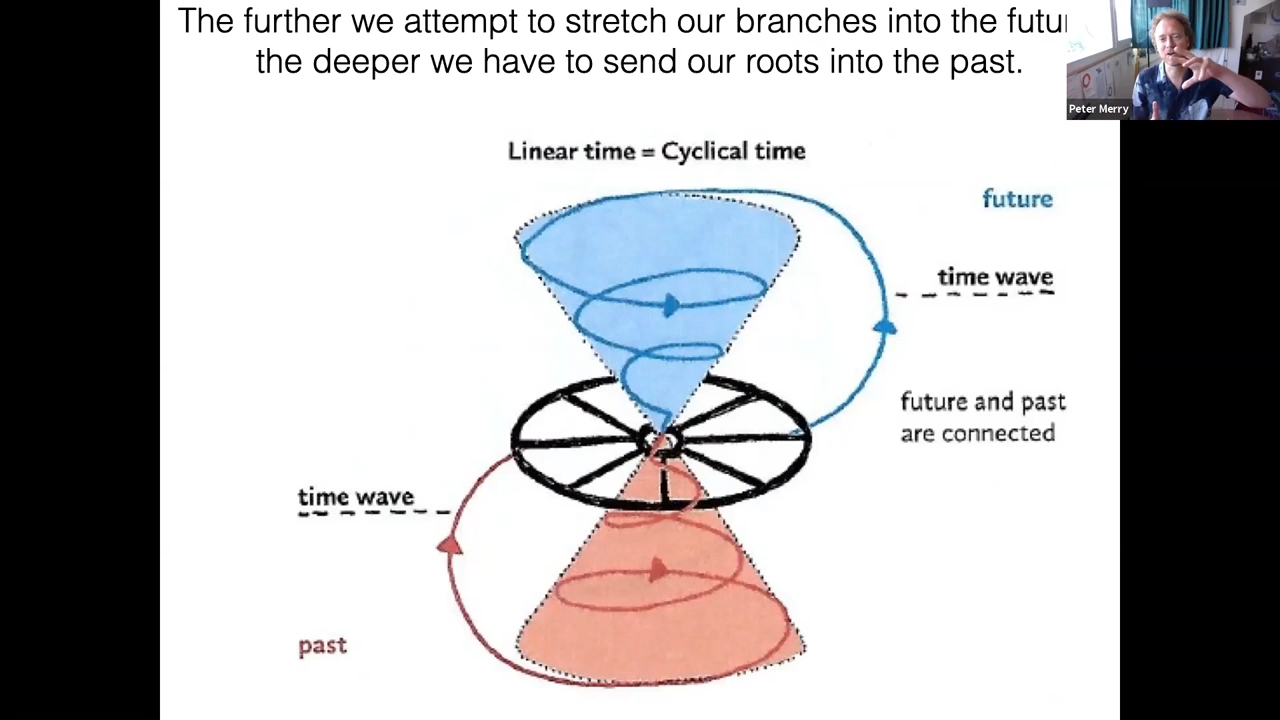 The further we attempt to stretch our branches into the
the deeper we have to send our roots into the past.
Peter Merry
Linear time = Cyclical time
future
time wave
future and past
are connected
time wave
past